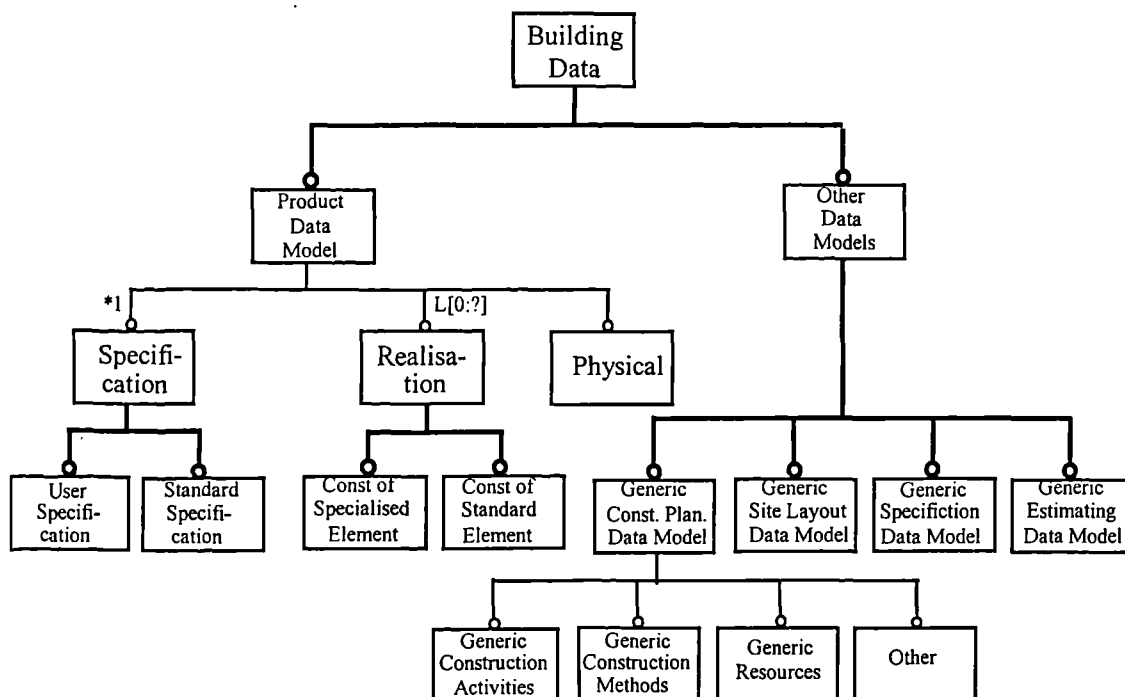 Building
Data
Product
Data
Model
Other
Data
Models
*1
L[0:?]
Specifi-
cation
Realisa-
tion
Physical
User
Specifi-
cation
Standard
Specifi-
cation
Const of
Specialised
Element
Const of
Standard
Element
Generic
Const. Plan.
Data Model
Generic
Site Layout
Data Model
Generic
Specifiction
Data Model
Generic
Estimating
Data Model
Generic
Construction
Activities
Generic
Construction
Methods
Generic
Resources
Other